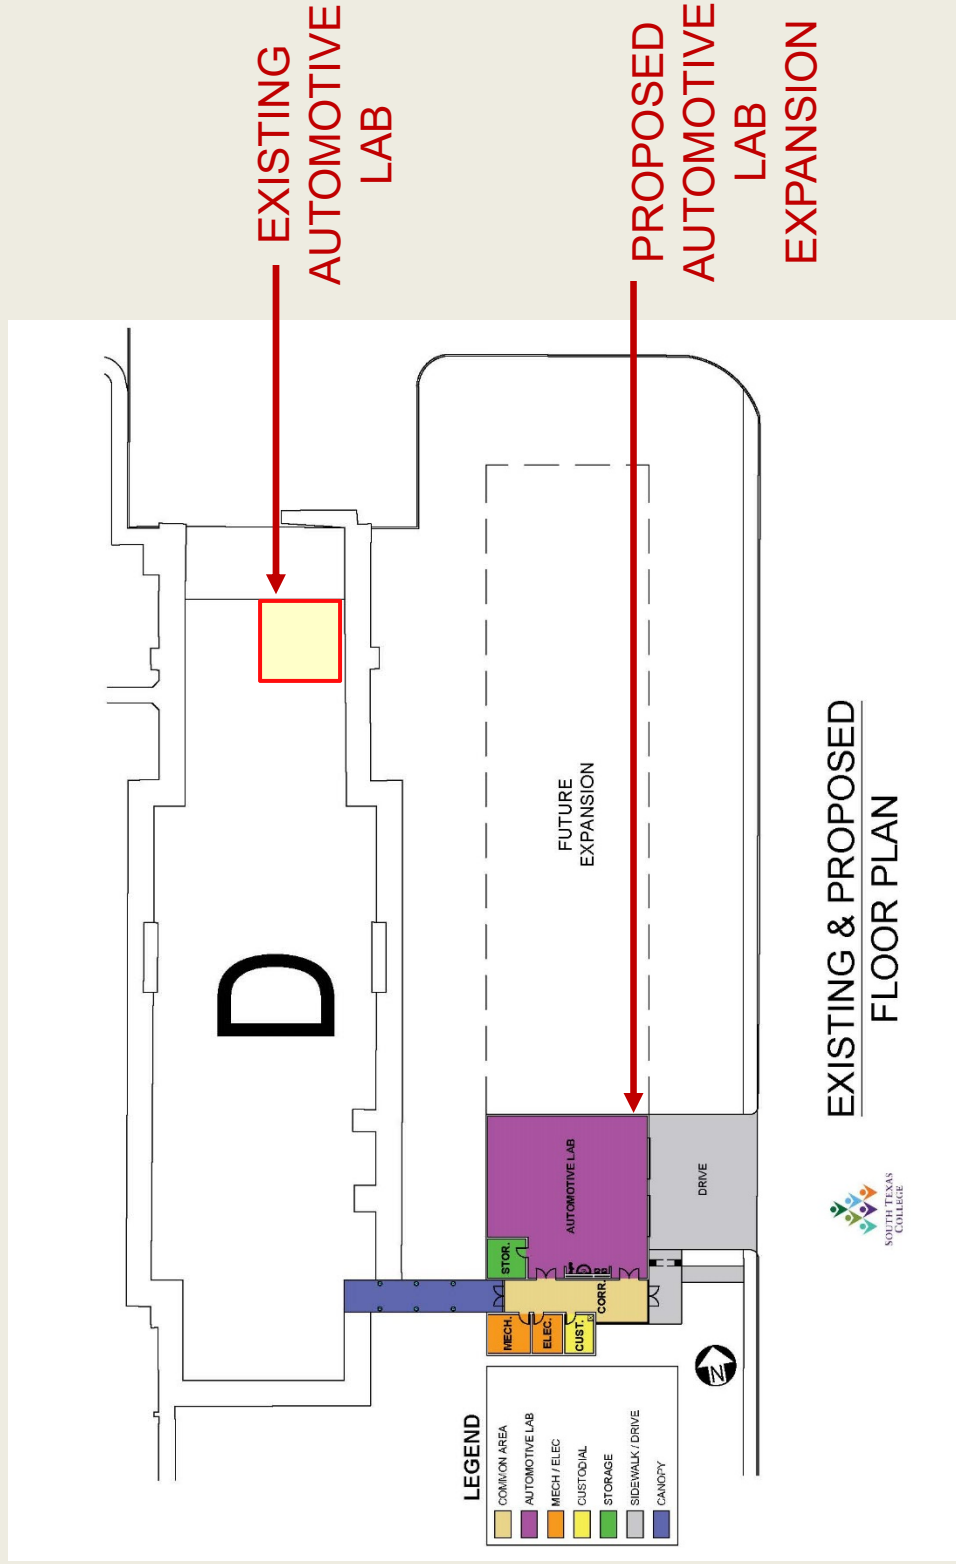 EXISTING
AUTOMOTIVE
LAB
PROPOSED
AUTOMOTIVE
LAB
EXPANSION
D
FUTURE
EXPANSION
AUTOMOTIVE LAB
DRIVE
STOR.
CORR.
MECH.
ELEC.
CUST.
N
LEGEND
COMMON AREA
AUTOMOTIVE LAB
MECH / ELEC
CUSTODIAL
STORAGE
SIDEWALK / DRIVE
CANOPY
EXISTING & PROPOSED
FLOOR PLAN
SOUTH TEXAS
COLLEGE